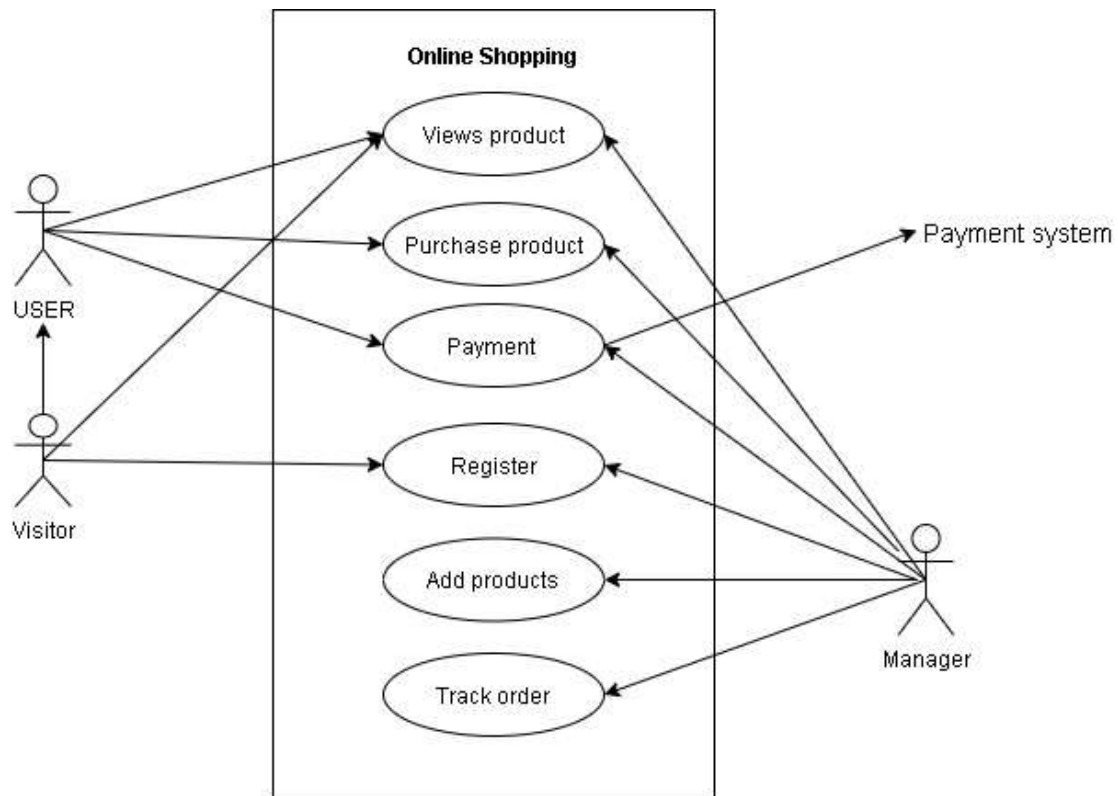 Online Shopping
Views product
Purchase product
Payment system
USER
Payment
Visitor
Register
Add products
Manager
Track order